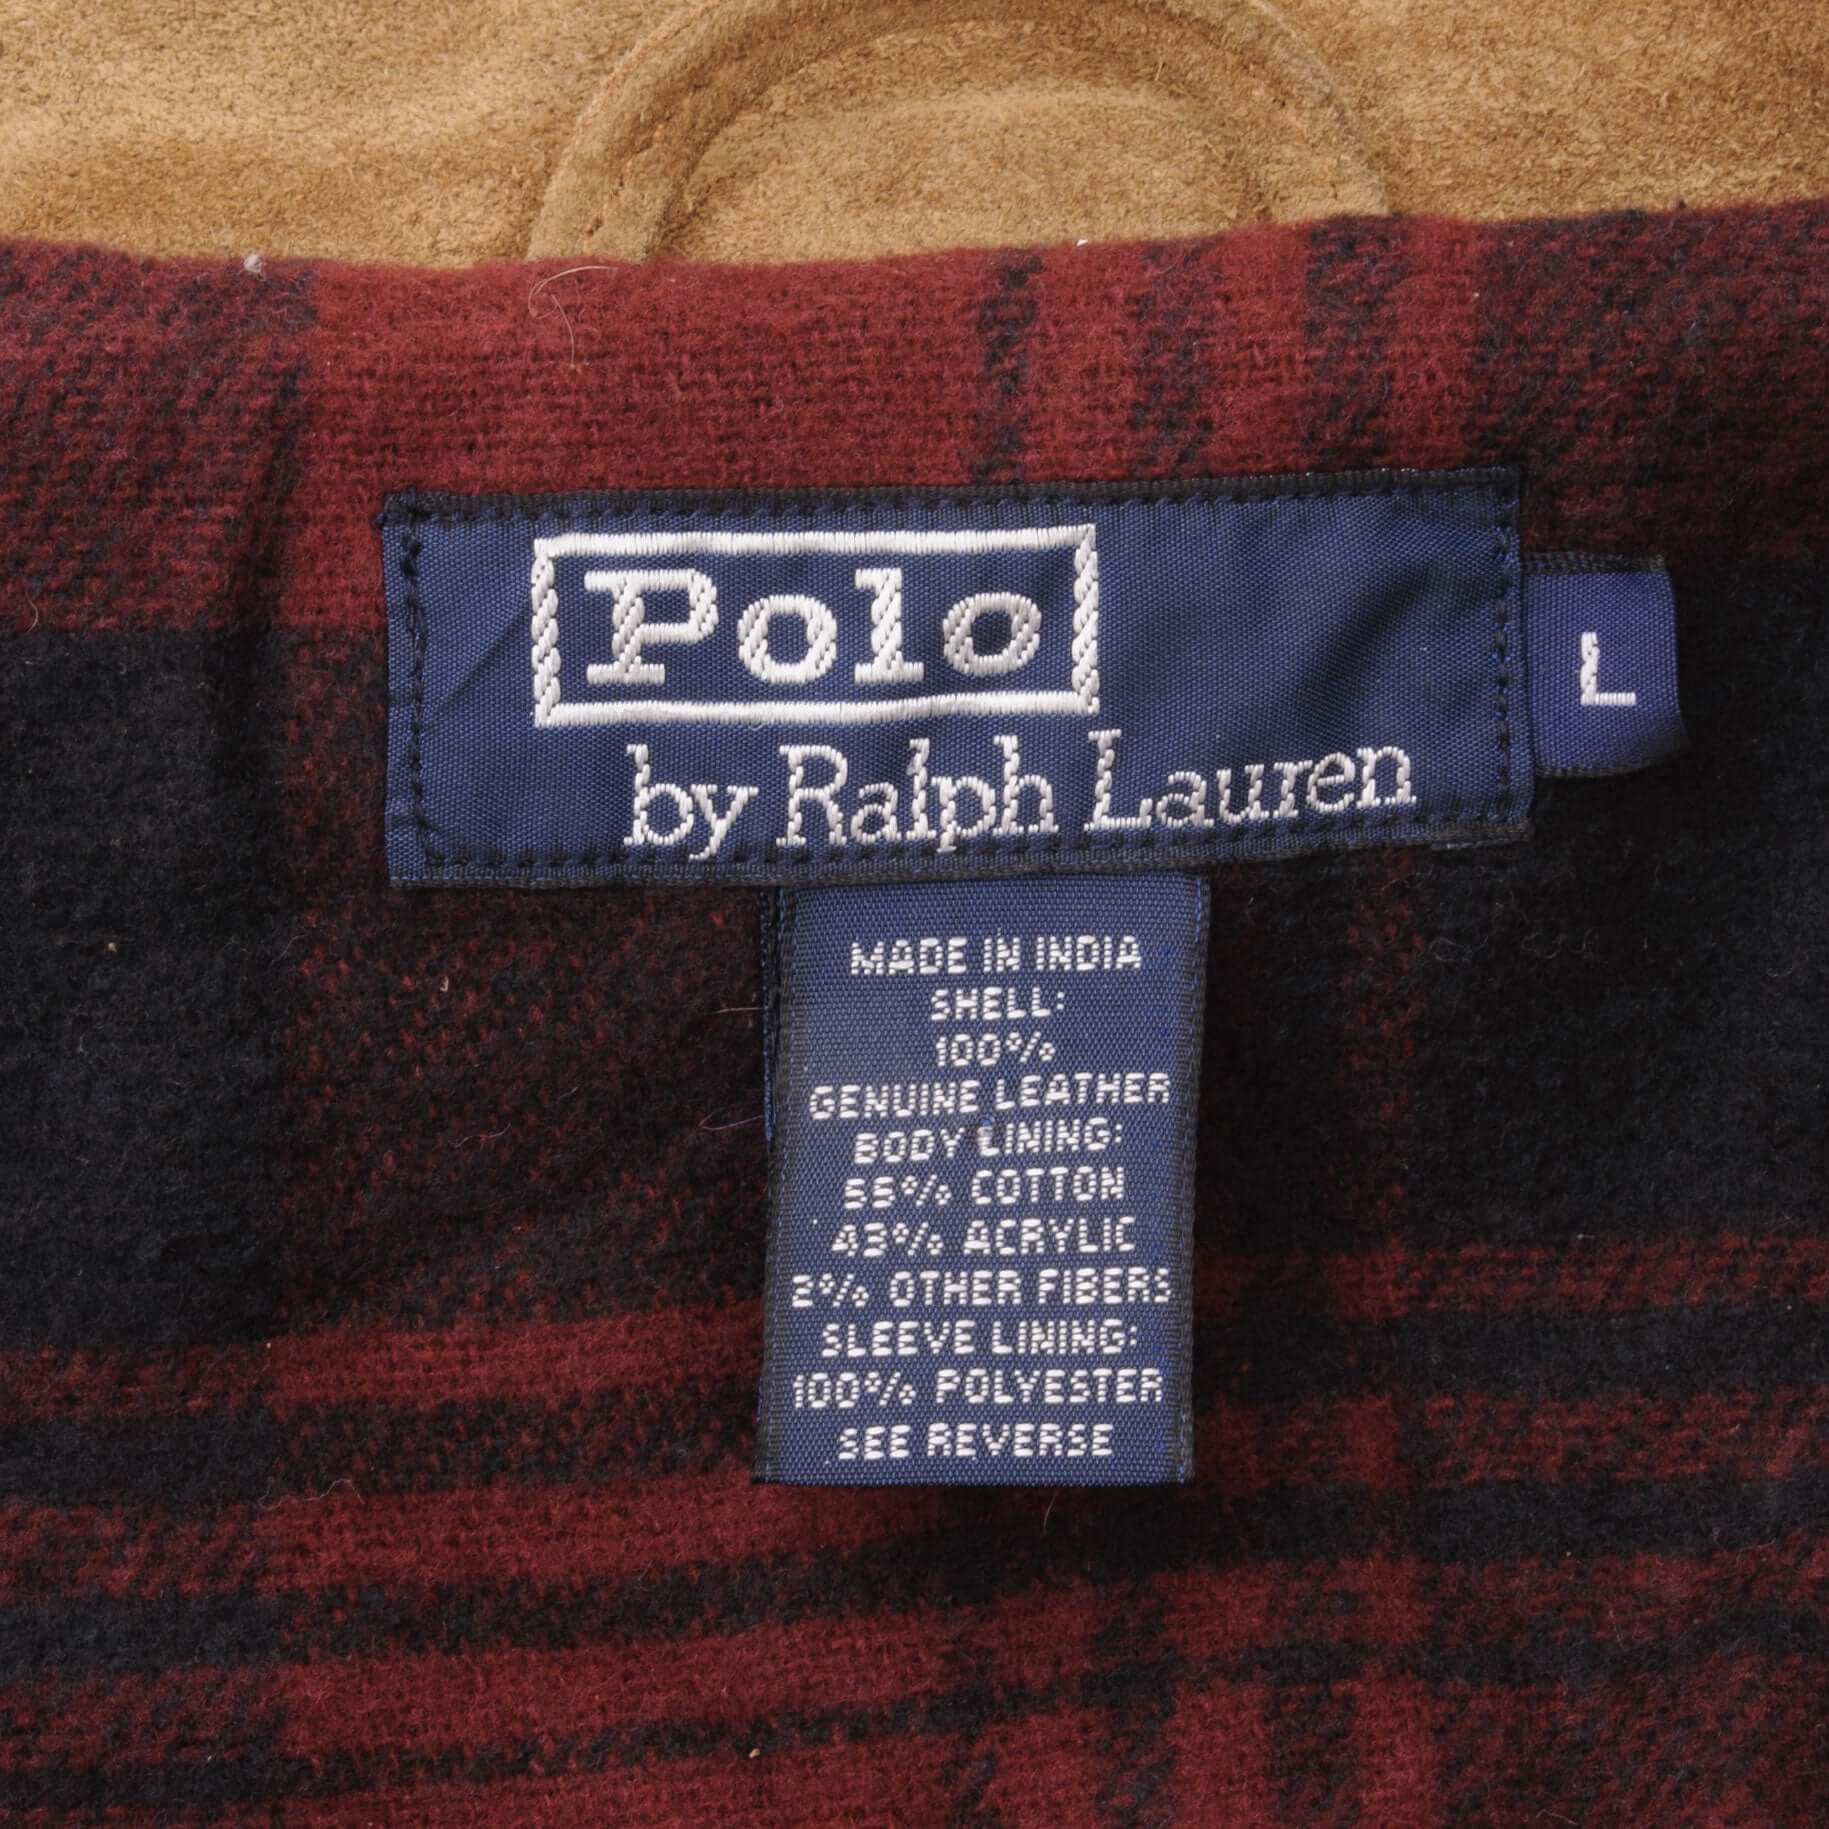 Polo
by Ralph Lauren
L
MADE IN INDIA
SHELL:
100%
GENUINE LEATHER
BODY LINING:
55% COTTON
43% ACRYLIC
2% OTHER FIBERS
SLEEVE LINING:
100% POLYESTER
SEE REVERSE